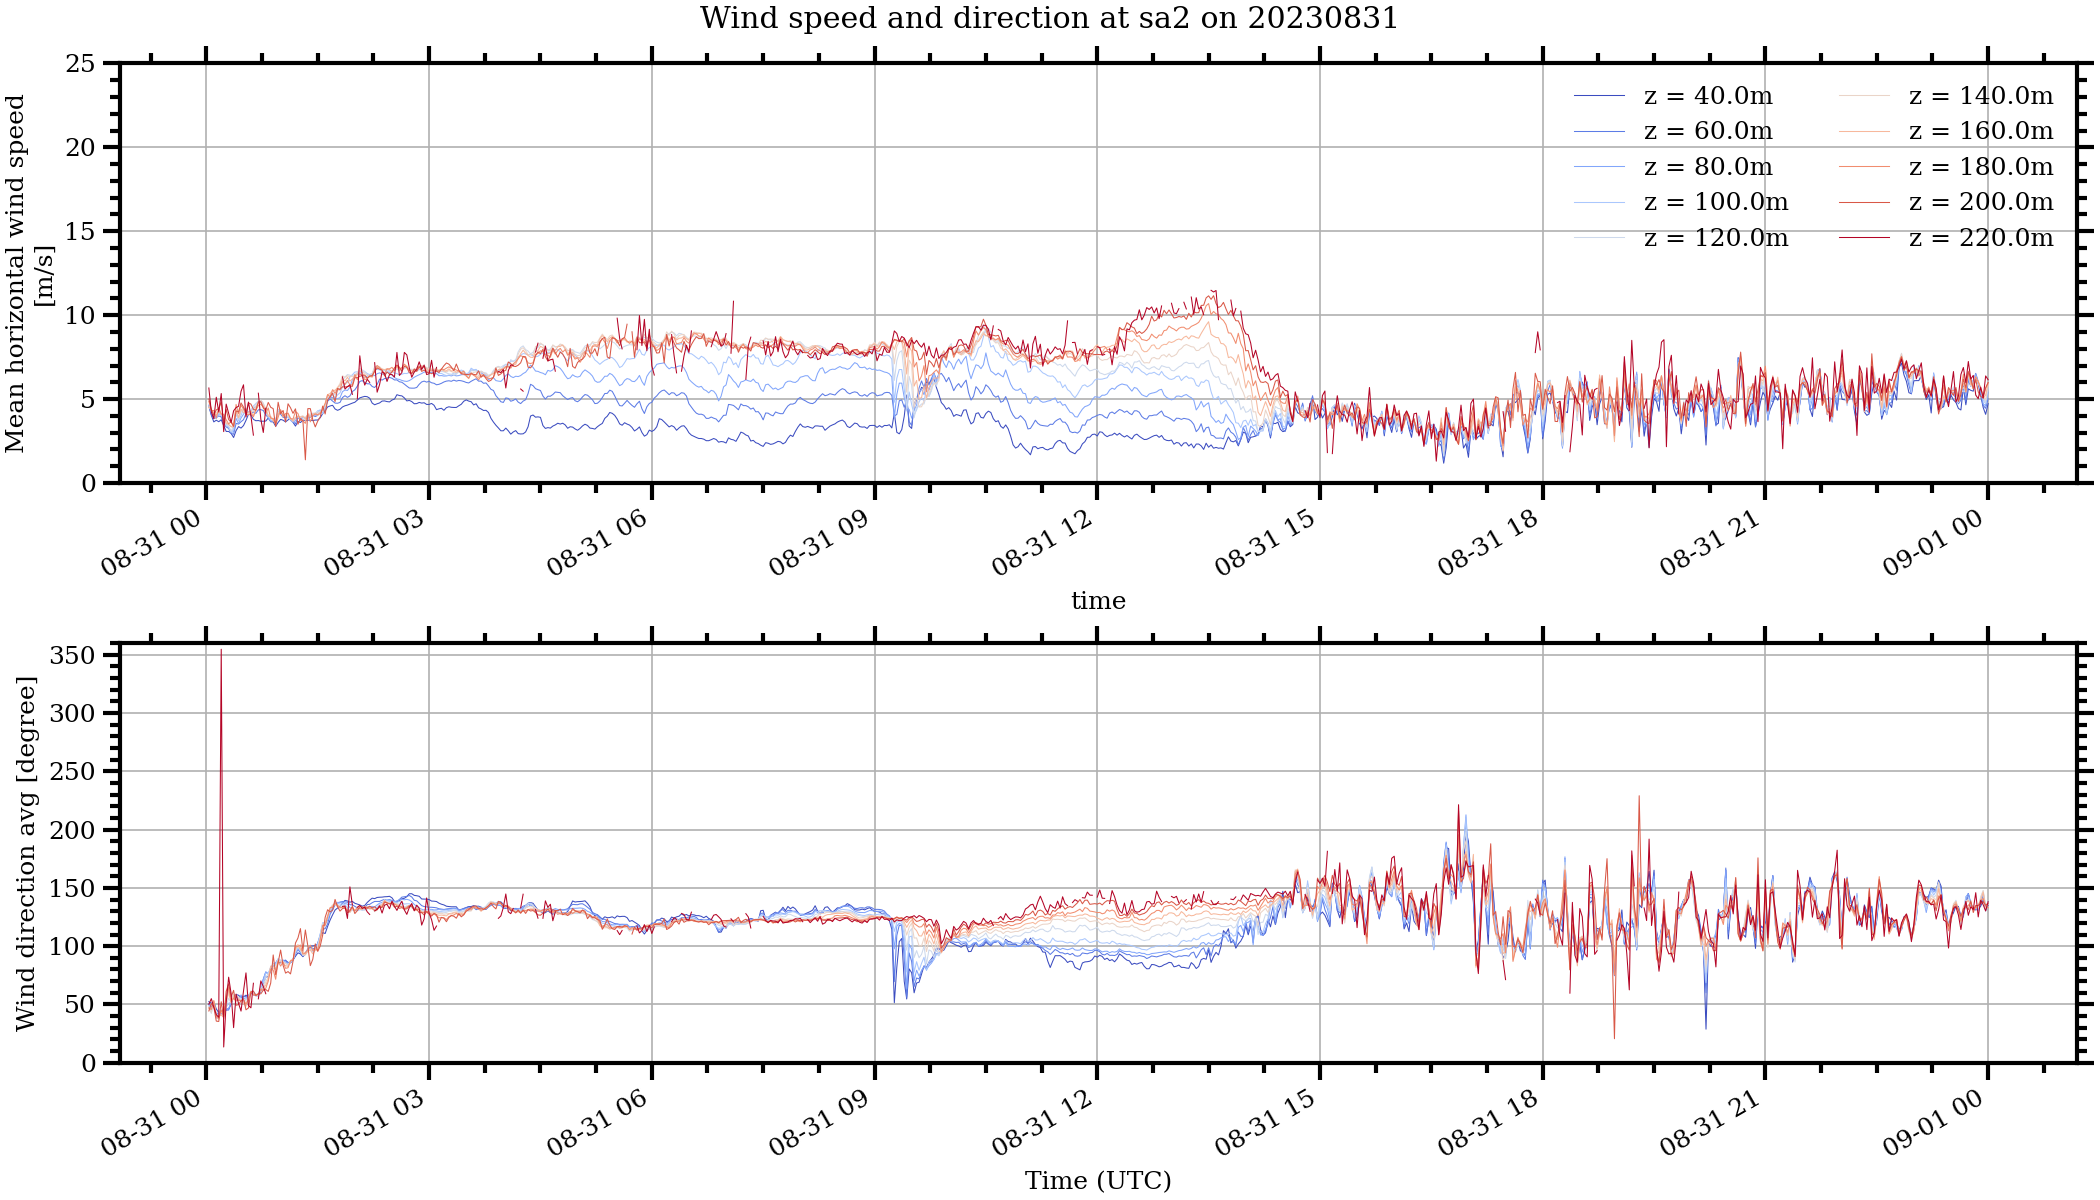 Wind speed and direction at sa2 on 20230831
Mean horizontal wind speed
[m/s]
25
20
15
10
5
0
z = 40.0m
z = 60.0m
z = 80.0m
z = 100.0m
z = 120.0m
z = 140.0m
z = 160.0m
z = 180.0m
z = 200.0m
z = 220.0m
08-31 00
08-31 03
08-31 06
08-31 09
08-31 12
08-31 15
08-31 18
08-31 21
09-01 00
time
Wind direction avg [degree]
350
300
250
200
150
100
50
0
08-31 00
08-31 03
08-31 06
08-31 09
08-31 12
08-31 15
08-31 18
08-31 21
09-01 00
Time (UTC)